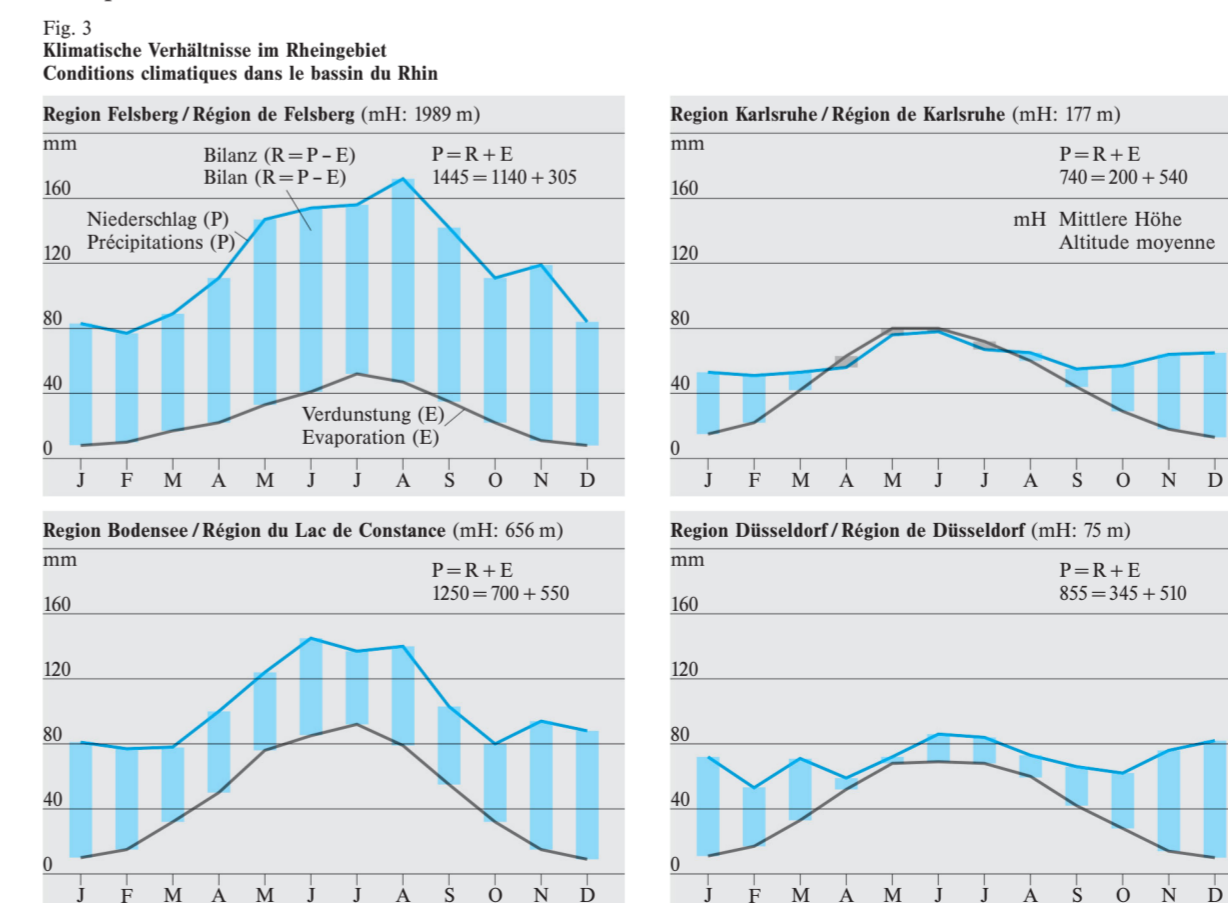 Fig. 3
Klimatische Verhältnisse im Rheingebiet
Conditions climatiques dans le bassin du Rhin
Region Felsberg / Région de Felsberg (mH: 1989 m)
mm
Bilanz (R = P – E)
Bilan (R = P – E)
P = R + E
1445 = 1140 + 305
160
Niederschlag (P)
Précipitations (P)
120
80
40
Verdunstung (E)
Evaporation (E)
0
J F M A M J J A S O N D
Region Karlsruhe / Région de Karlsruhe (mH: 177 m)
mm
P = R + E
740 = 200 + 540
160
mH Mittlere Höhe
Altitude moyenne
120
80
40
0
J F M A M J J A S O N D
Region Bodensee / Région du Lac de Constance (mH: 656 m)
mm
P = R + E
1250 = 700 + 550
160
120
80
40
0
J F M A M J J A S O N D
Region Düsseldorf / Région de Düsseldorf (mH: 75 m)
mm
P = R + E
855 = 345 + 510
160
120
80
40
0
J F M A M J J A S O N D